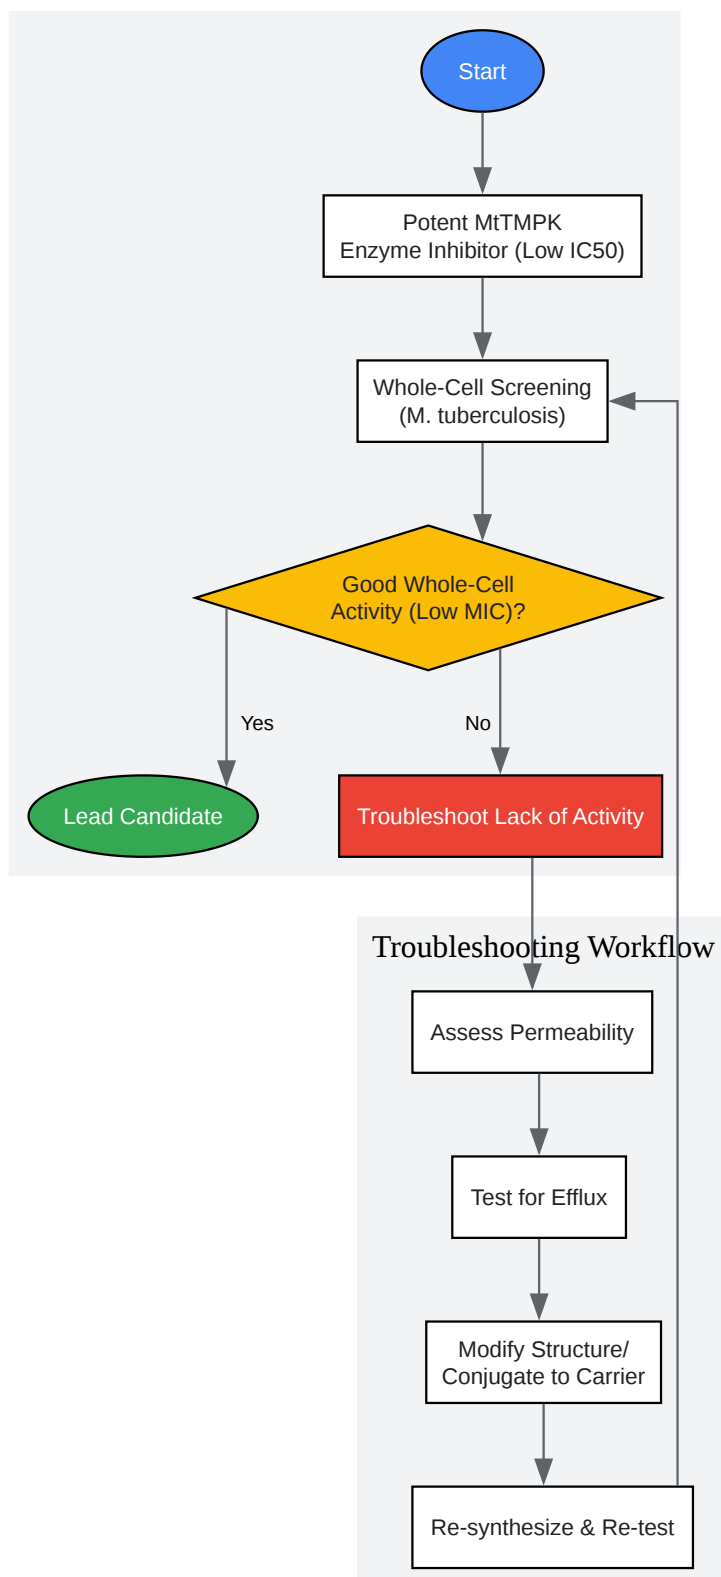 Start
Potent MtTMPK
Enzyme Inhibitor (Low IC50)
Whole-Cell Screening
(M. tuberculosis)
Good Whole-Cell
Activity (Low MIC)?
Yes
No
Lead Candidate
Troubleshoot Lack of Activity
Troubleshooting Workflow
Assess Permeability
Test for Efflux
Modify Structure/
Conjugate to Carrier
Re-synthesize & Re-test